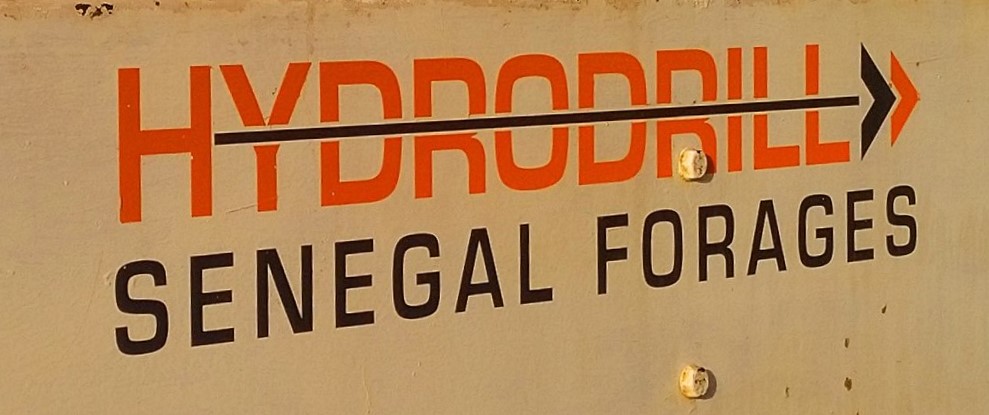 HYDRODRILL
SENEGAL FORAGES